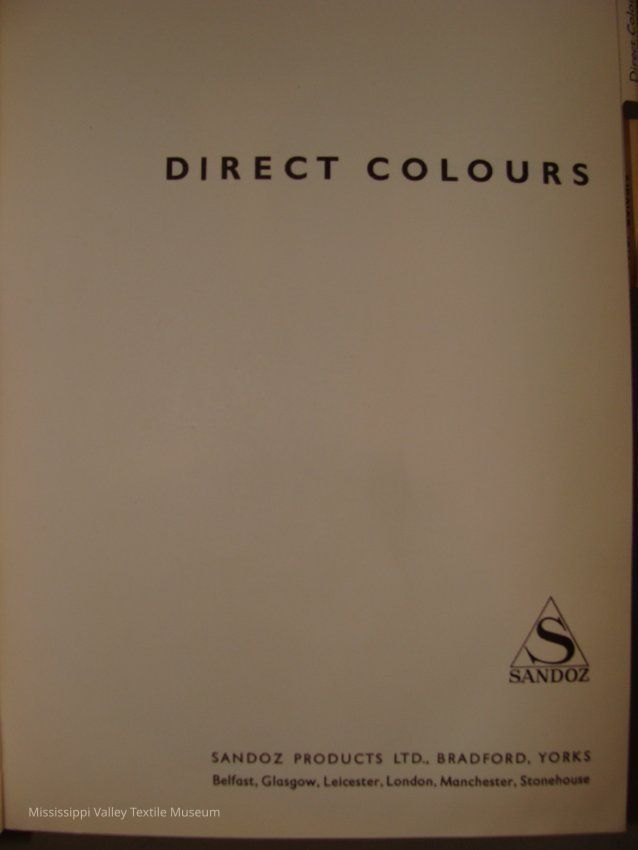 DIRECT COLOURS
S
SANDOZ
SANDOZ PRODUCTS LTD., BRADFORD, YORKS
Belfast, Glasgow, Leicester, London, Manchester, Stonehouse
Mississippi Valley Textile Museum